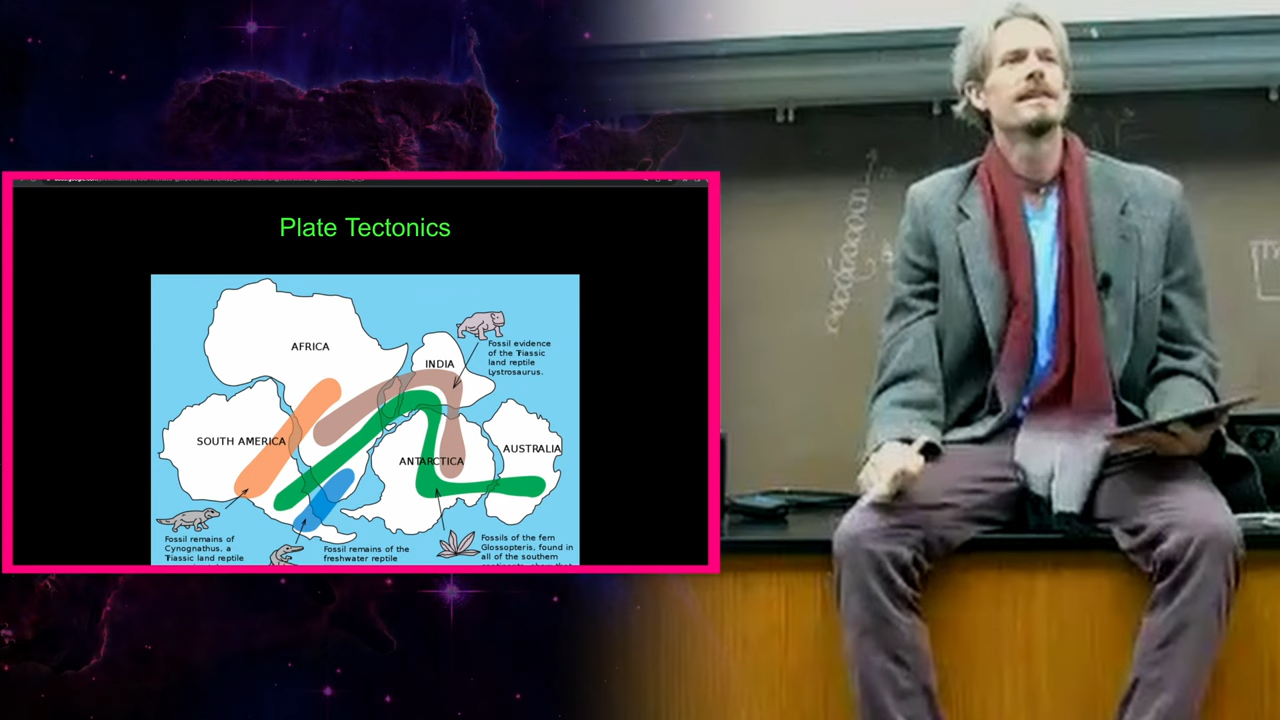 Plate Tectonics
AFRICA
INDIA
Fossil evidence
of the Triassic
land reptile
Lystrosaurus.
SOUTH AMERICA
ANTARCTICA
AUSTRALIA
Fossil remains of
Cynognathus, a
Triassic land reptile
Fossil remains of the
freshwater reptile
Fossils of the fern
Glossopteris, found in
all of the southern